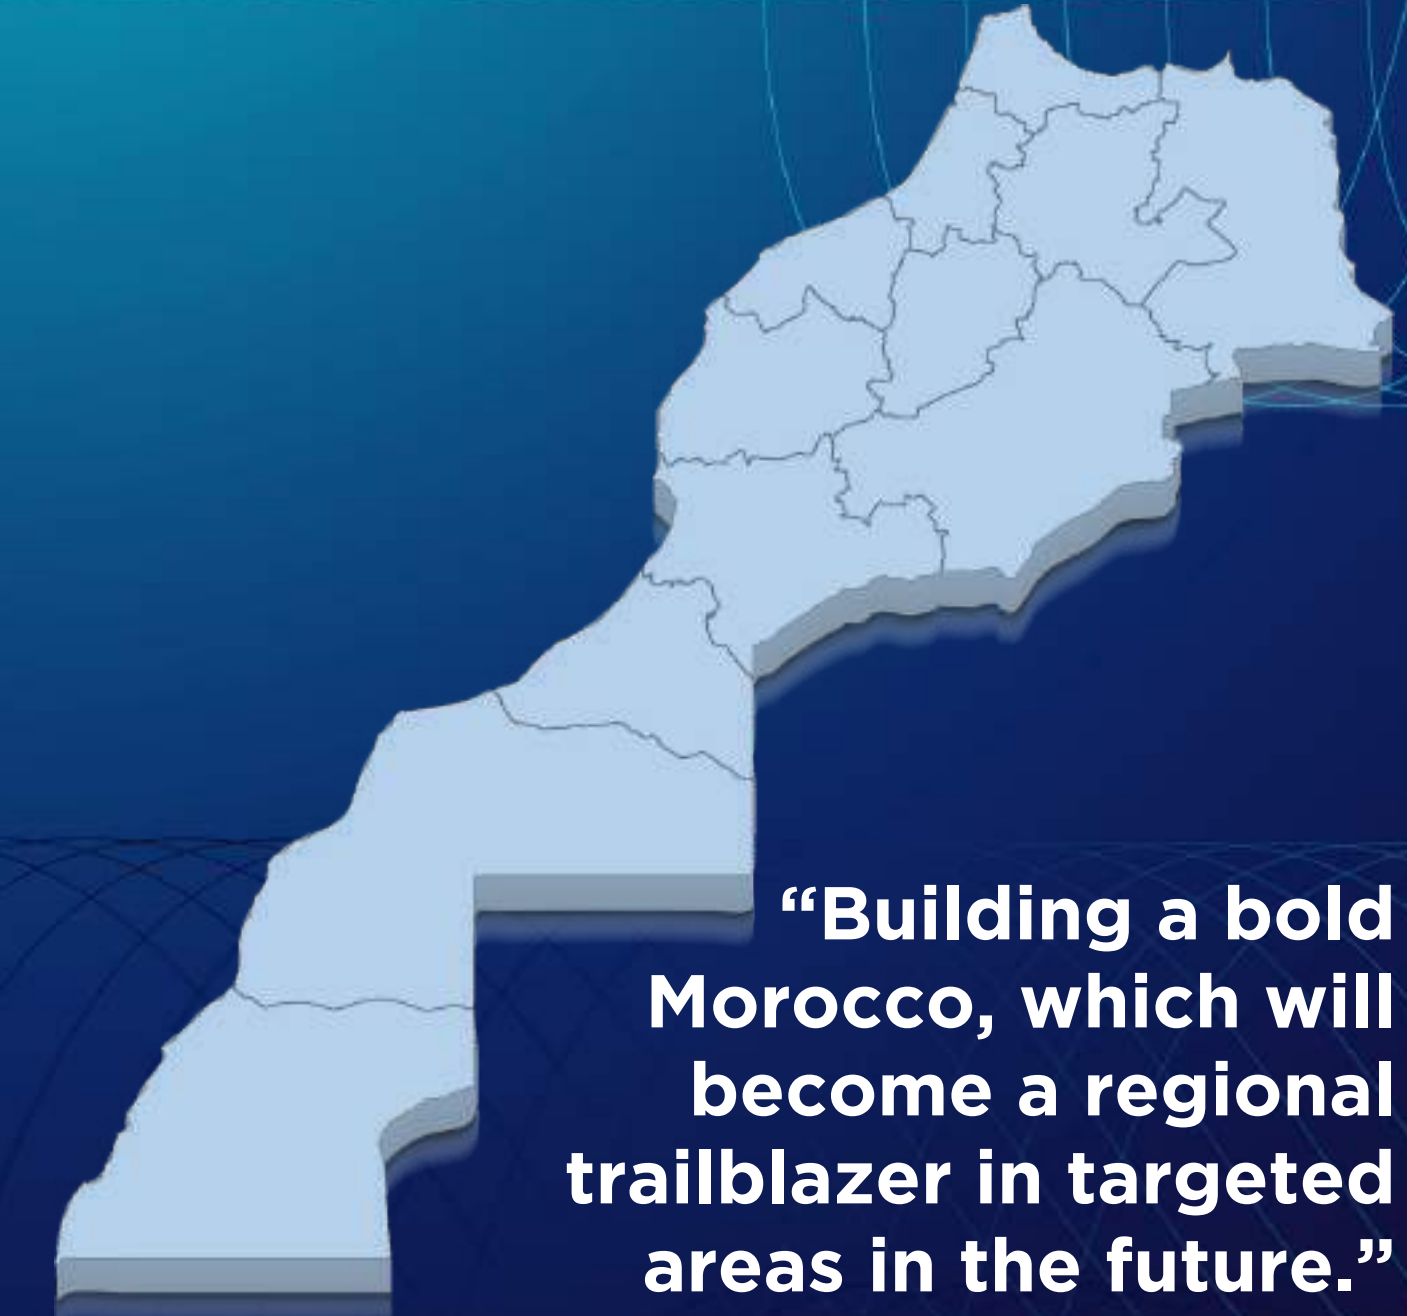 “Building a bold
Morocco, which will
become a regional
trailblazer in targeted
areas in the future.”